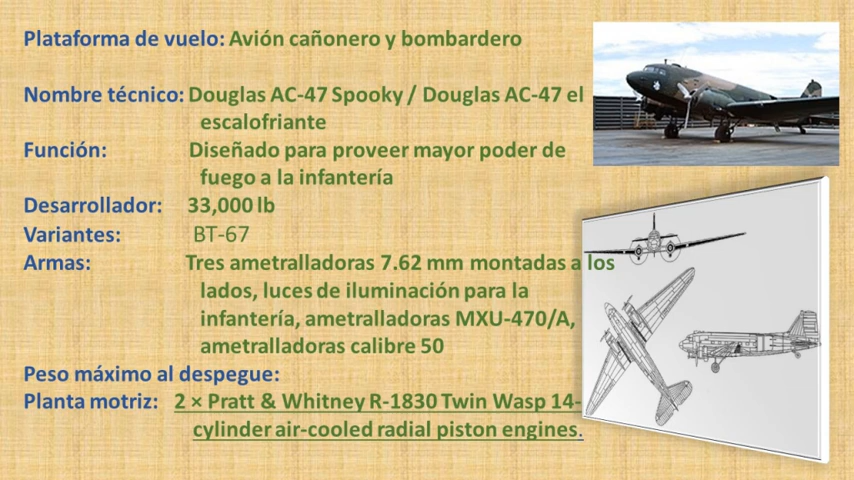 Plataforma de vuelo: Avión cañonero y bombardero
Nombre técnico: Douglas AC-47 Spooky / Douglas AC-47 el
escalofriante
Función: Diseñado para proveer mayor poder de
fuego a la infantería
Desarrollador: 33,000 lb
Variantes: BT-67
Armas: Tres ametralladoras 7.62 mm montadas a los
lados, luces de iluminación para la
infantería, ametralladoras MXU-470/A,
ametralladoras calibre 50
Peso máximo al despegue:
Planta motriz: 2 × Pratt & Whitney R-1830 Twin Wasp 14-
cylinder air-cooled radial piston engines.